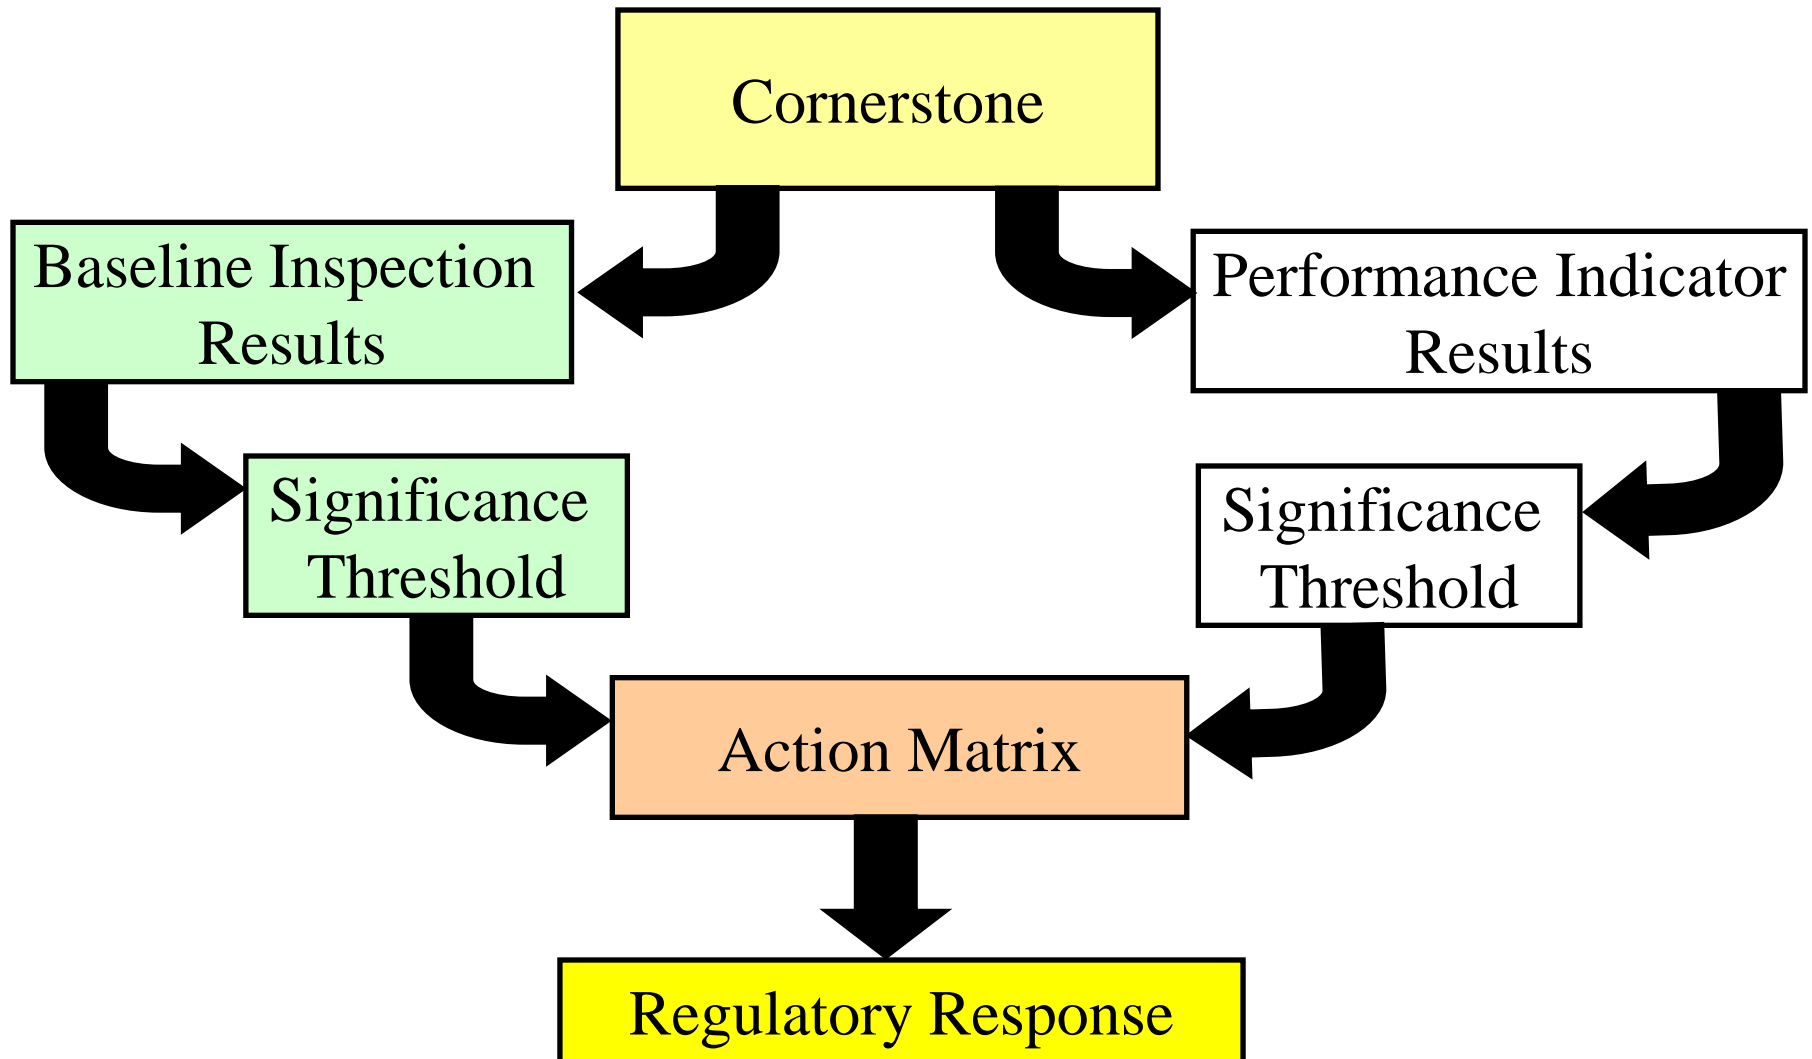 Cornerstone
Baseline Inspection
Results
Performance Indicator
Results
Significance
Threshold
Significance
Threshold
Action Matrix
Regulatory Response